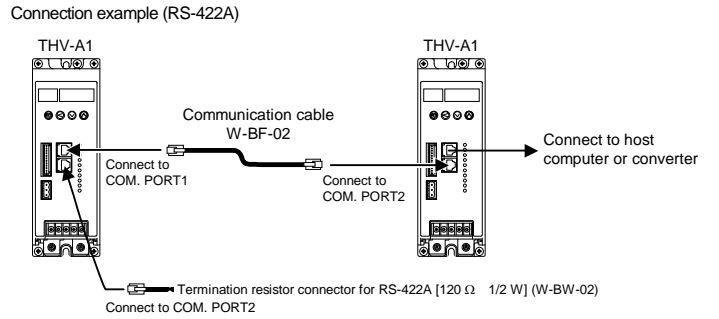 Connection example (RS-422A)
THV-A1
THV-A1
Communication cable
W-BF-02
Connect to
COM. PORT1
Connect to
COM. PORT2
Connect to host
computer or converter
Termination resistor connector for RS-422A [120 Ω 1/2 W] (W-BW-02)
Connect to COM. PORT2